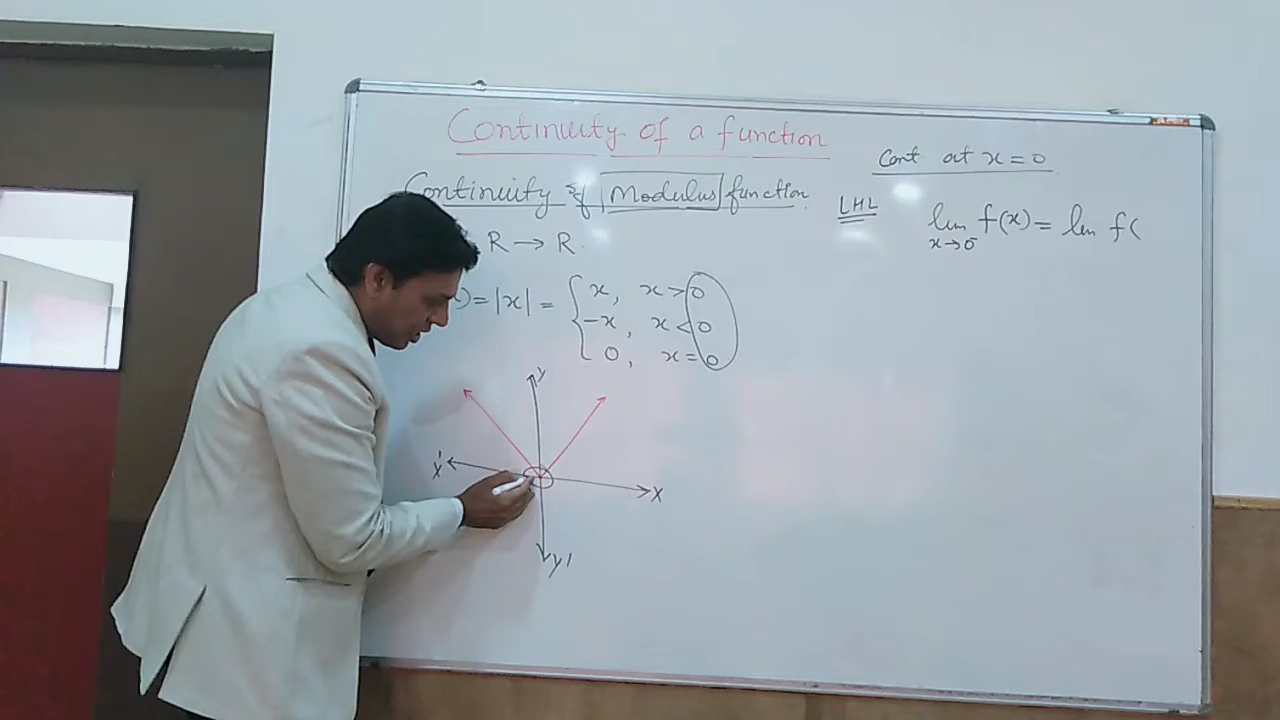 Continuity of a function
Continuity of Modulus function
R → R
)= |x| = { x, x > 0
-x, x < 0
0, x = 0
y
x'
x
y'
Cont at x = 0
LHL
lim f(x) = lim f(
x→0⁻